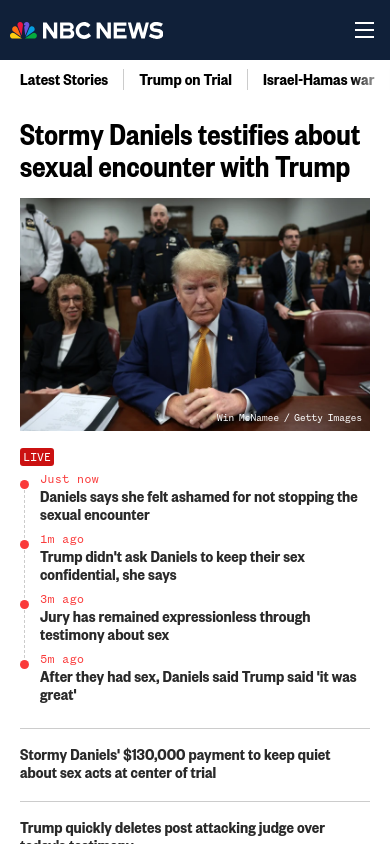 NBC NEWS
Latest Stories
Trump on Trial
Israel-Hamas war
Stormy Daniels testifies about
sexual encounter with Trump
Win McNamee / Getty Images
LIVE
Just now
Daniels says she felt ashamed for not stopping the
sexual encounter
1m ago
Trump didn't ask Daniels to keep their sex
confidential, she says
3m ago
Jury has remained expressionless through
testimony about sex
5m ago
After they had sex, Daniels said Trump said 'it was
great'
Stormy Daniels' $130,000 payment to keep quiet
about sex acts at center of trial
Trump quickly deletes post attacking judge over
today's testimony